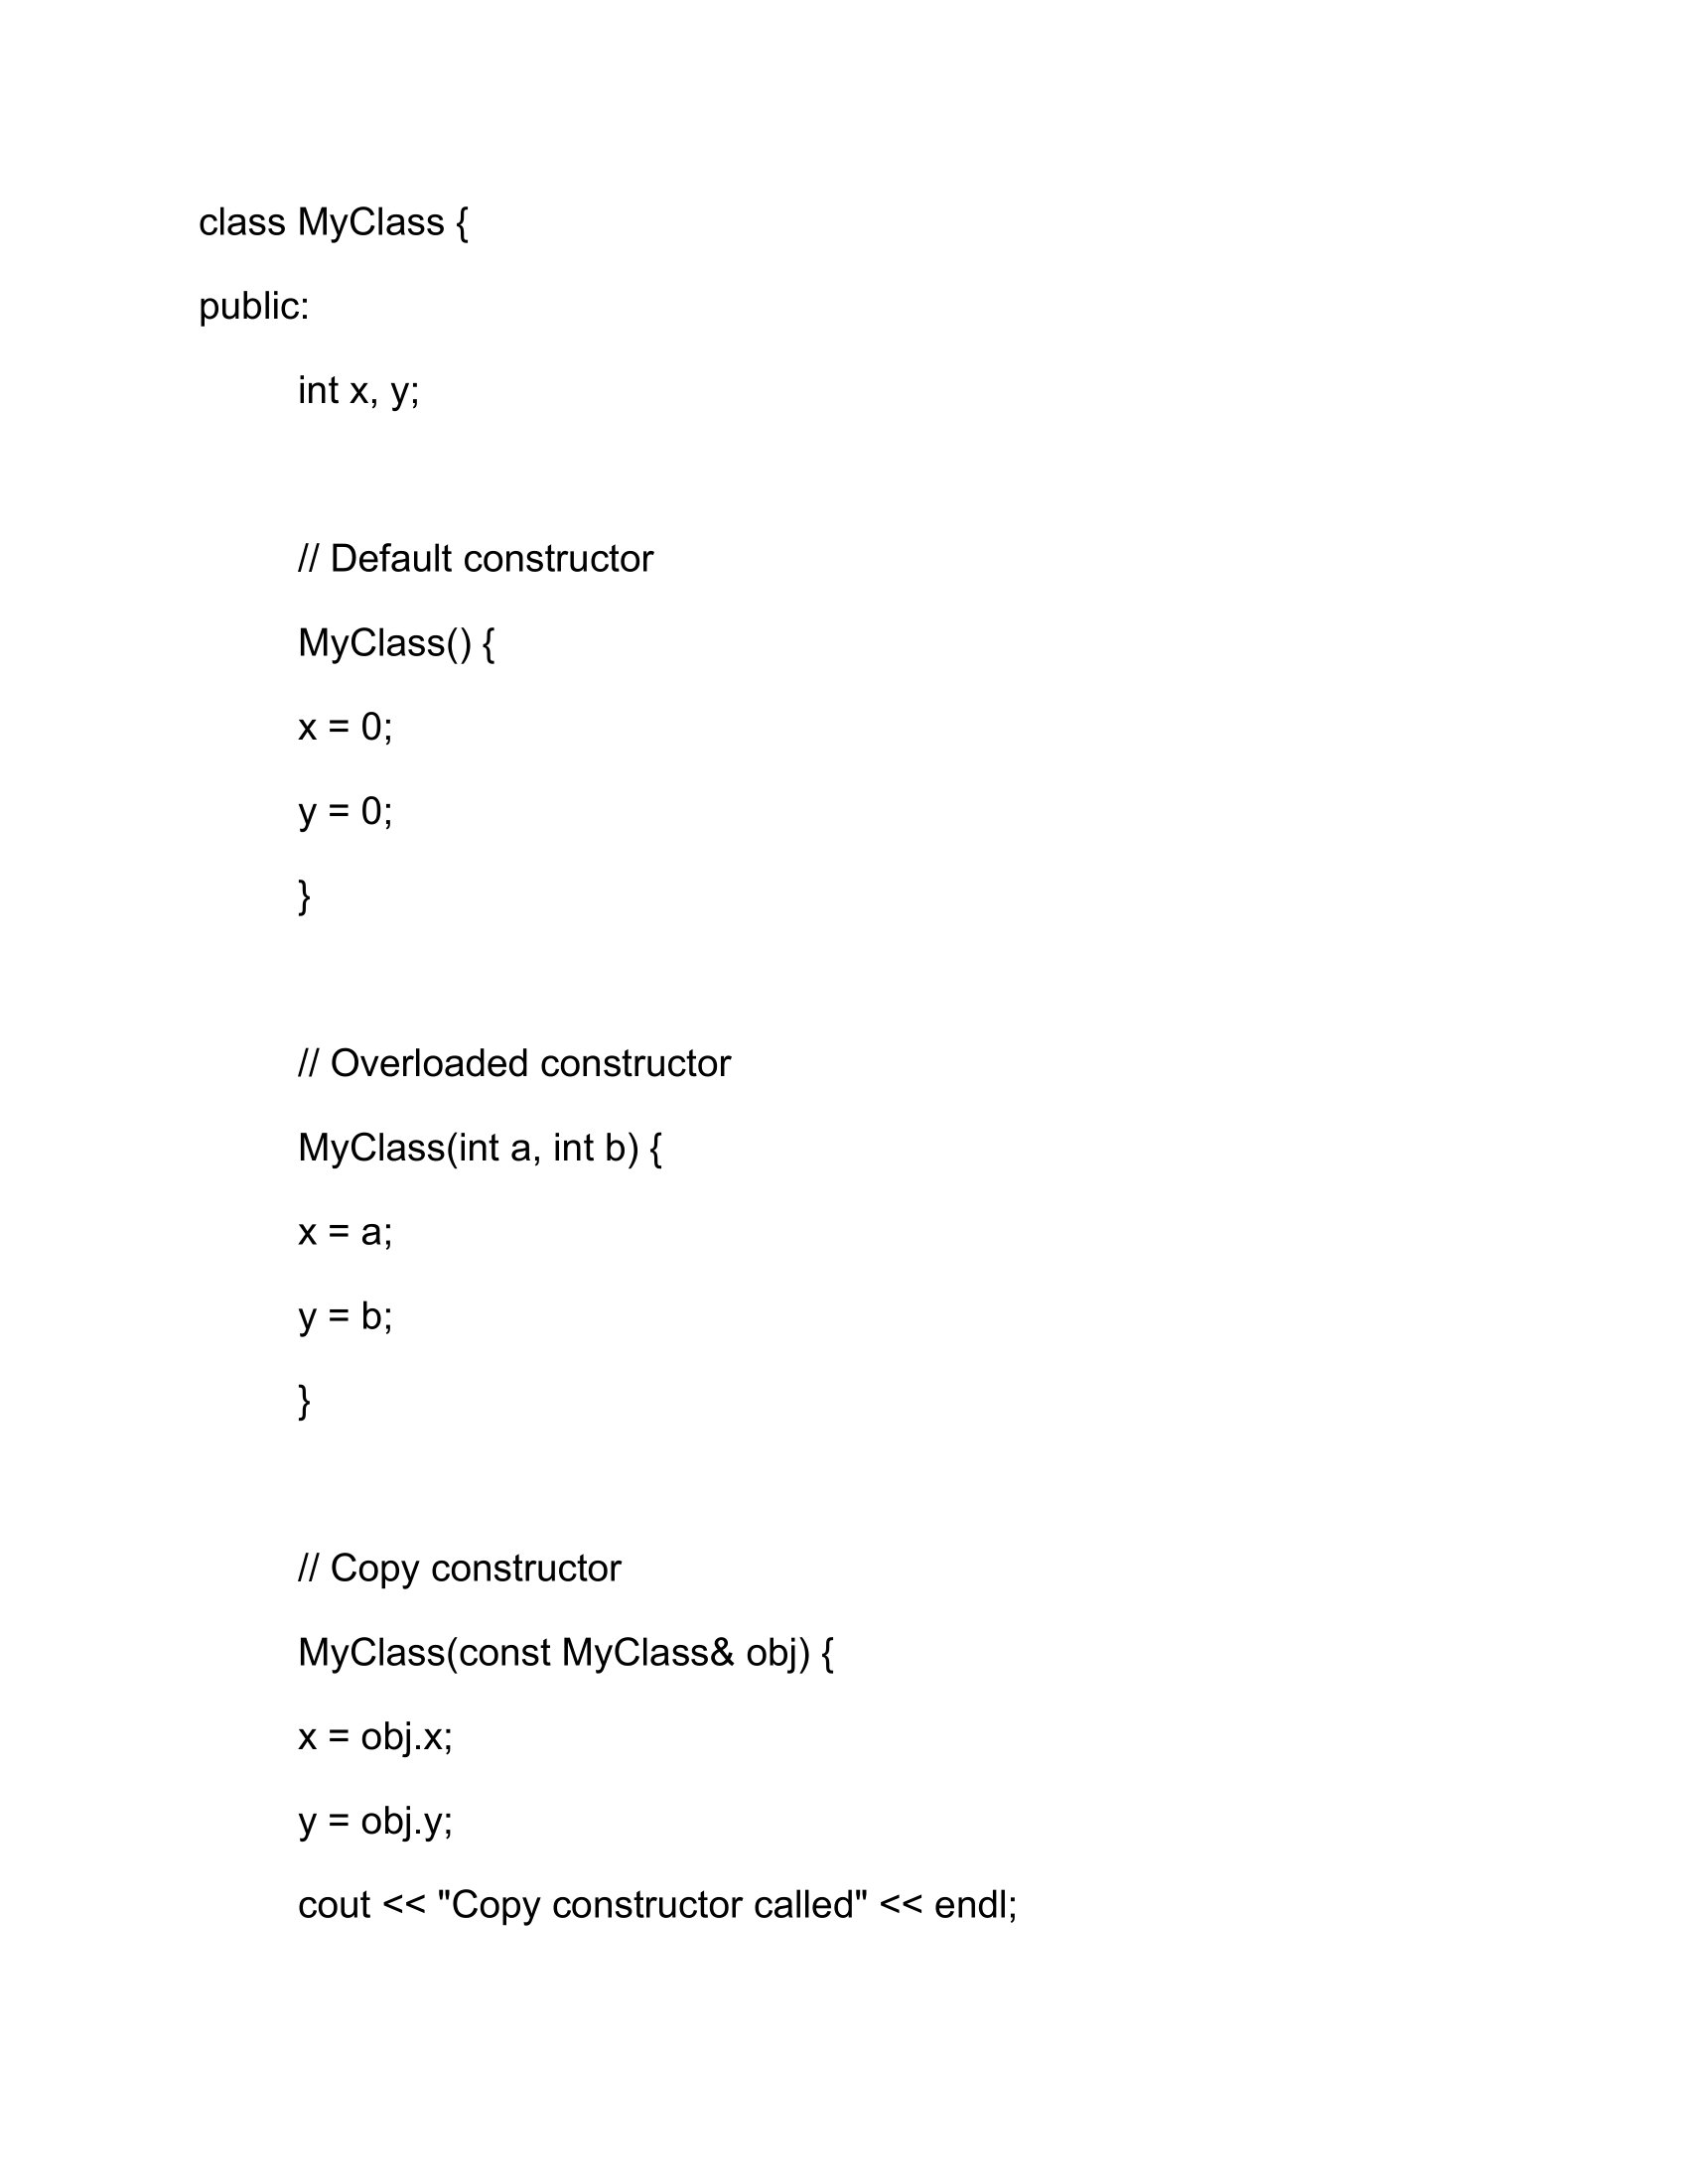 class MyClass {
public:
int x, y;
// Default constructor
MyClass() {
x = 0;
y = 0;
}
// Overloaded constructor
MyClass(int a, int b) {
x = a;
y = b;
}
// Copy constructor
MyClass(const MyClass& obj) {
x = obj.x;
y = obj.y;
cout << "Copy constructor called" << endl;